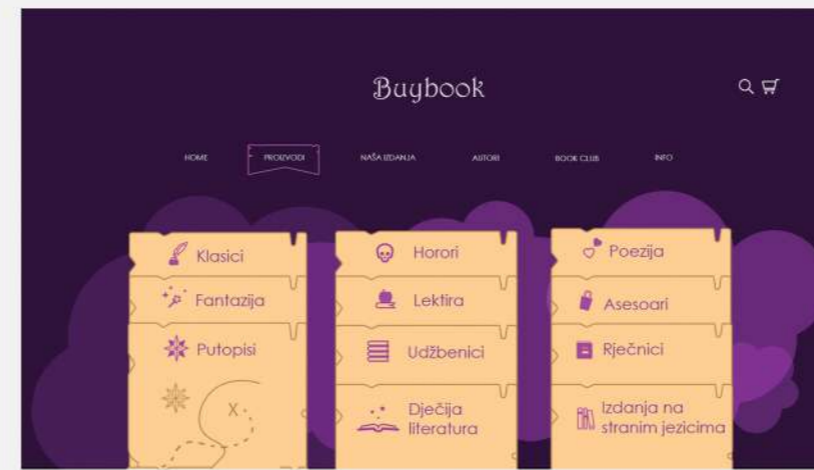 Buybook
HOME PROIZVODI NAŠA IZDANJA AUTORI BOOK CLUB INFO
Klasici
Fantazija
Putopisi
X
Horori
Lektira
Udžbenici
Dječija
literatura
Poezija
Asesoari
Rječnici
Izdanja na
stranim jezicima